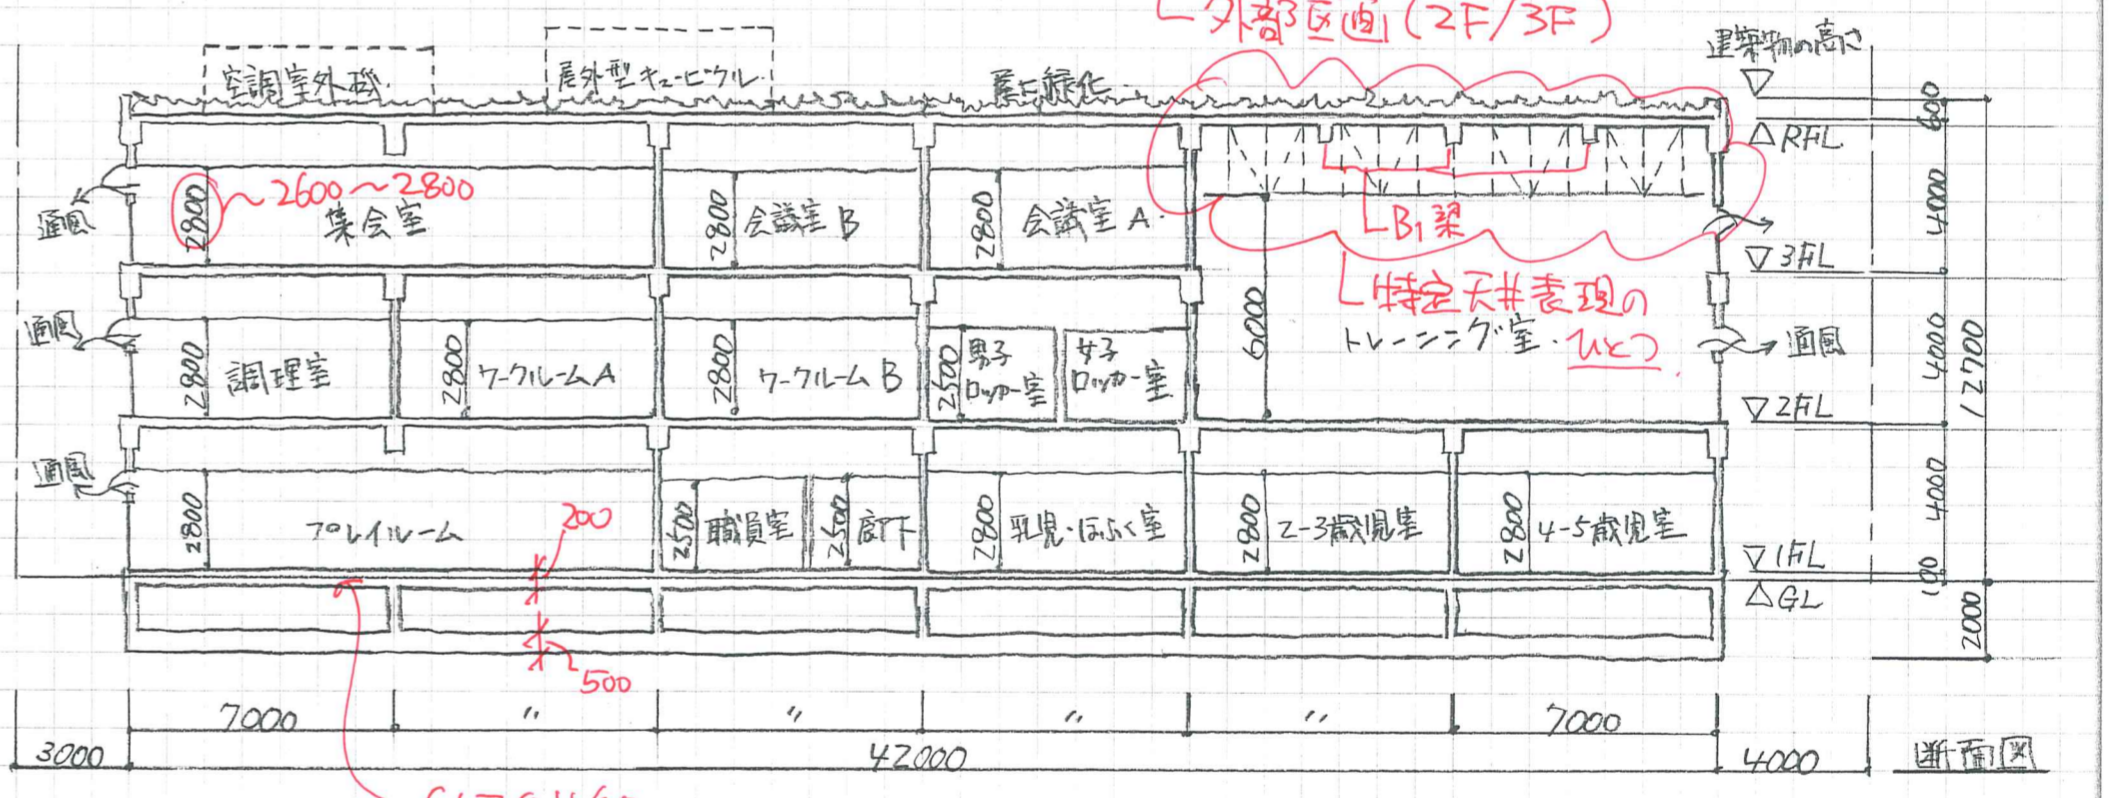 外部区画(2F/3F)
建築物の高さ
空調室外機
屋外型キュービクル
屋上緑化
600
RFL
通風
2800
~2600~2800
集会室
2800
会議室 B
2800
会議室 A
B1梁
4000
3FL
特定天井表現の
ひとつ
通風
2800
調理室
2800
ワークルーム A
2800
ワークルーム B
2500
男子
ロッカー室
女子
ロッカー室
6000
トレーニング室
通風
4000
12700
2FL
通風
2800
プレイルーム
200
2500
職員室
2500
廊下
2800
乳児・ほふく室
2800
2-3歳児室
2800
4-5歳児室
4000
1FL
100
GL
2000
500
7000
〃
〃
〃
〃
7000
3000
42000
4000
断面図